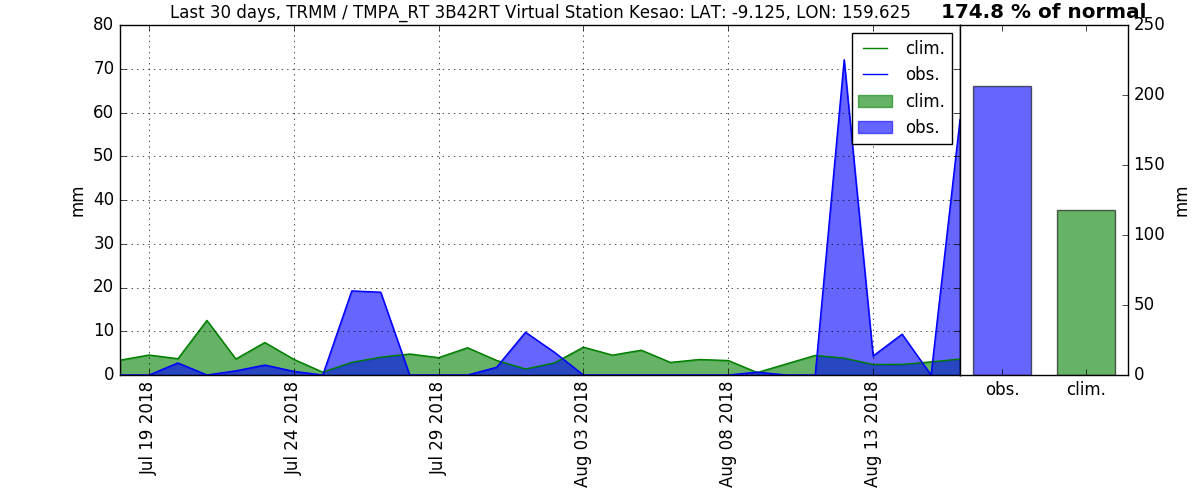 Last 30 days, TRMM / TMPA_RT 3B42RT Virtual Station Kesao: LAT: -9.125, LON: 159.625
174.8 % of normal
80
70
60
50
40
30
20
10
0
mm
clim.
obs.
clim.
obs.
250
200
150
100
50
0
mm
Jul 19 2018
Jul 24 2018
Jul 29 2018
Aug 03 2018
Aug 08 2018
Aug 13 2018
obs.
clim.